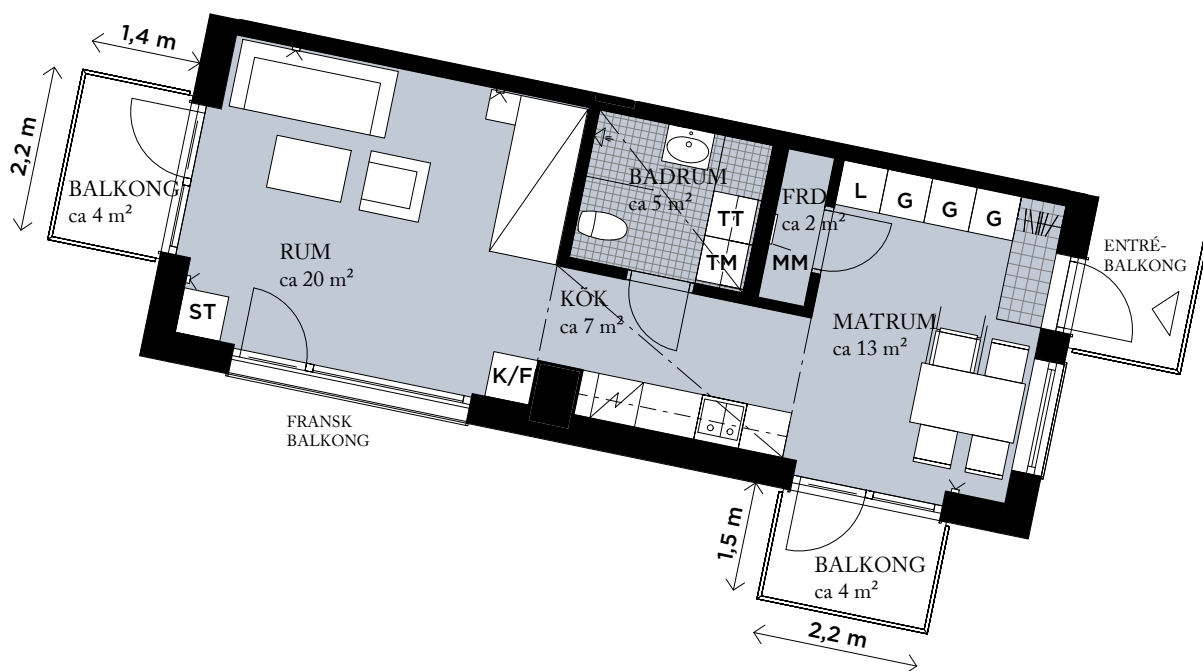 1,4 m
2,2 m
BALKONG
ca 4 m²
RUM
ca 20 m²
ST
FRANSK
BALKONG
K/F
KÖK
ca 7 m²
BADRUM
ca 5 m²
TT
TM
FRD
ca 2 m²
MM
L
G
G
G
MATRUM
ca 13 m²
ENTRÉ-
BALKONG
1,5 m
BALKONG
ca 4 m²
2,2 m